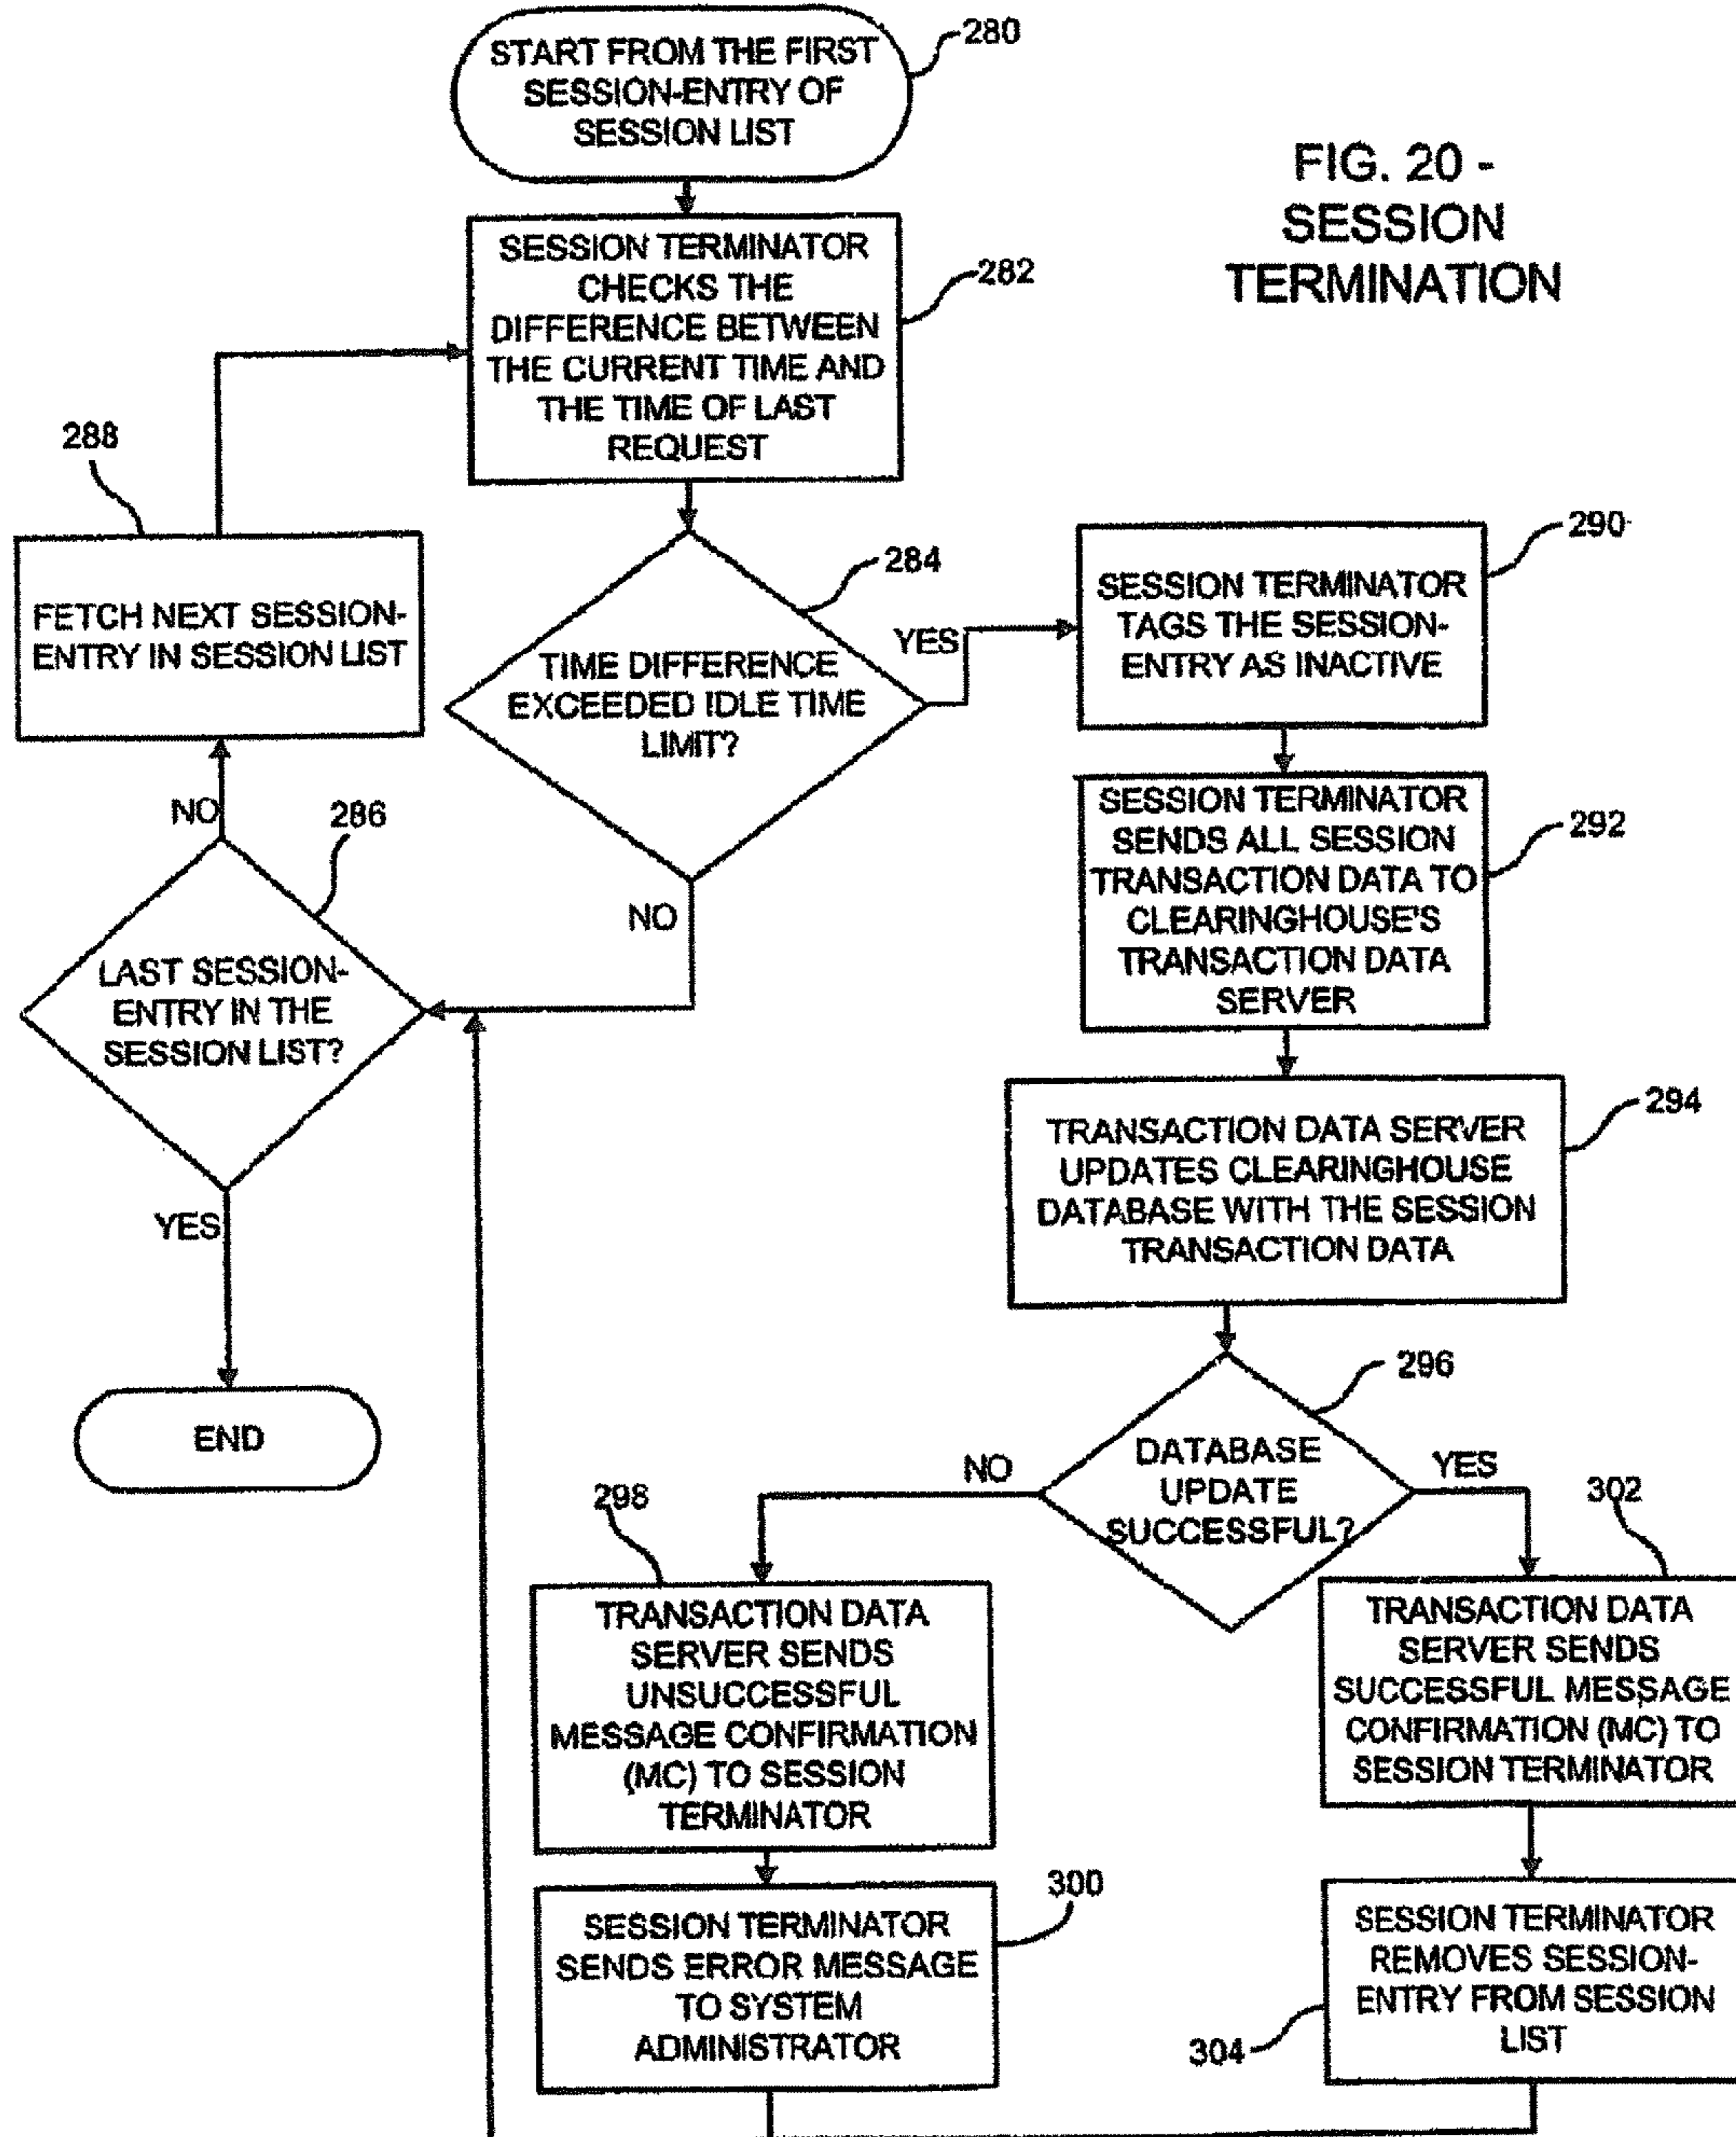 START FROM THE FIRST
SESSION-ENTRY OF
SESSION LIST
280
FIG. 20 -
SESSION
TERMINATION
SESSION TERMINATOR
CHECKS THE
DIFFERENCE BETWEEN
THE CURRENT TIME AND
THE TIME OF LAST
REQUEST
282
288
FETCH NEXT SESSION-
ENTRY IN SESSION LIST
284
TIME DIFFERENCE
EXCEEDED IDLE TIME
LIMIT?
YES
NO
290
SESSION TERMINATOR
TAGS THE SESSION-
ENTRY AS INACTIVE
292
SESSION TERMINATOR
SENDS ALL SESSION
TRANSACTION DATA TO
CLEARINGHOUSE'S
TRANSACTION DATA
SERVER
NO
286
LAST SESSION-
ENTRY IN THE
SESSION LIST?
YES
END
294
TRANSACTION DATA SERVER
UPDATES CLEARINGHOUSE
DATABASE WITH THE SESSION
TRANSACTION DATA
296
DATABASE
UPDATE
SUCCESSFUL?
NO
YES
298
TRANSACTION DATA
SERVER SENDS
UNSUCCESSFUL
MESSAGE CONFIRMATION
(MC) TO SESSION
TERMINATOR
302
TRANSACTION DATA
SERVER SENDS
SUCCESSFUL MESSAGE
CONFIRMATION (MC) TO
SESSION TERMINATOR
300
SESSION TERMINATOR
SENDS ERROR MESSAGE
TO SYSTEM
ADMINISTRATOR
304
SESSION TERMINATOR
REMOVES SESSION-
ENTRY FROM SESSION
LIST